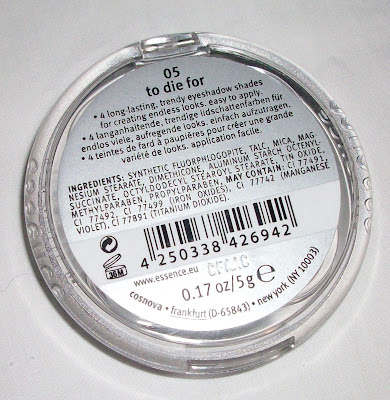 05
to die for
• 4 long-lasting, trendy eyeshadow shades
for creating endless looks. easy to apply.
• 4 langanhaltende, trendige lidschattenfarben für
endlos viele, aufregende looks. einfach aufzutragen.
• 4 teintes de fard à paupières pour créer une grande
variété de looks. application facile.
INGREDIENTS: SYNTHETIC FLUORPHLOGOPITE, TALC, MICA, MAG-
NESIUM STEARATE, DIMETHICONE, ALUMINUM STARCH OCTENYL-
SUCCINATE, OCTYLDODECYL STEAROYL STEARATE, TIN OXIDE,
METHYLPARABEN, PROPYLPARABEN. MAY CONTAIN: CI 77491,
CI 77492, CI 77499 (IRON OXIDES), CI 77742 (MANGANESE
VIOLET), CI 77891 (TITANIUM DIOXIDE).
36M
4 250338 426942
www.essence.eu
0.17 oz/5g e
cosnova • frankfurt (D-65843) • new york (NY 10003)